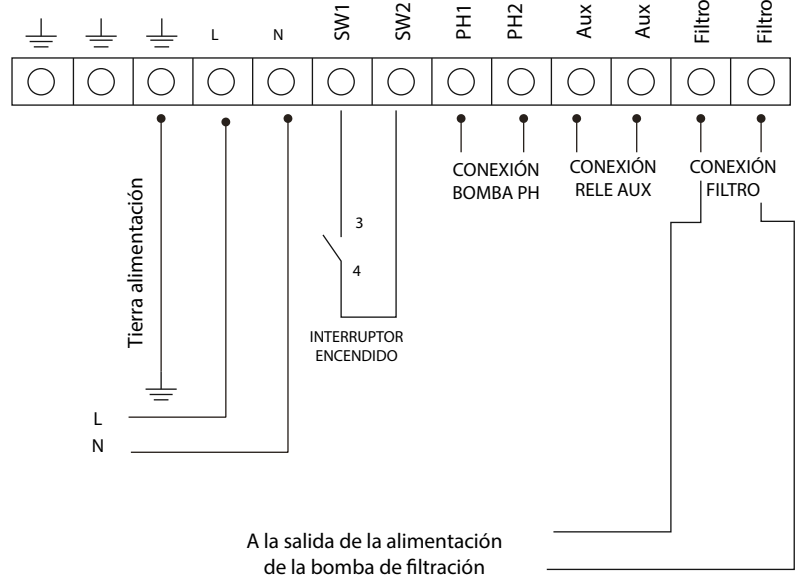 L N SW1 SW2 PH1 PH2 Aux Aux Filtro Filtro
CONEXIÓN
BOMBA PH
CONEXIÓN
RELE AUX
CONEXIÓN
FILTRO
Tierra alimentación
3
4
INTERRUPTOR
ENCENDIDO
L
N
A la salida de la alimentación
de la bomba de filtración